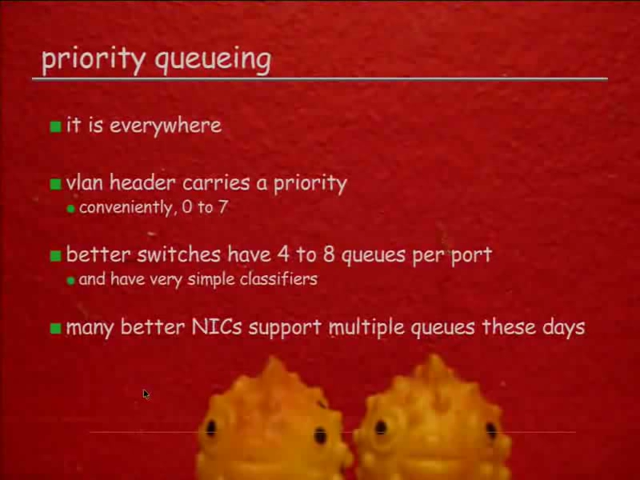 priority queueing
it is everywhere
vlan header carries a priority
conveniently, 0 to 7
better switches have 4 to 8 queues per port
and have very simple classifiers
many better NICs support multiple queues these days